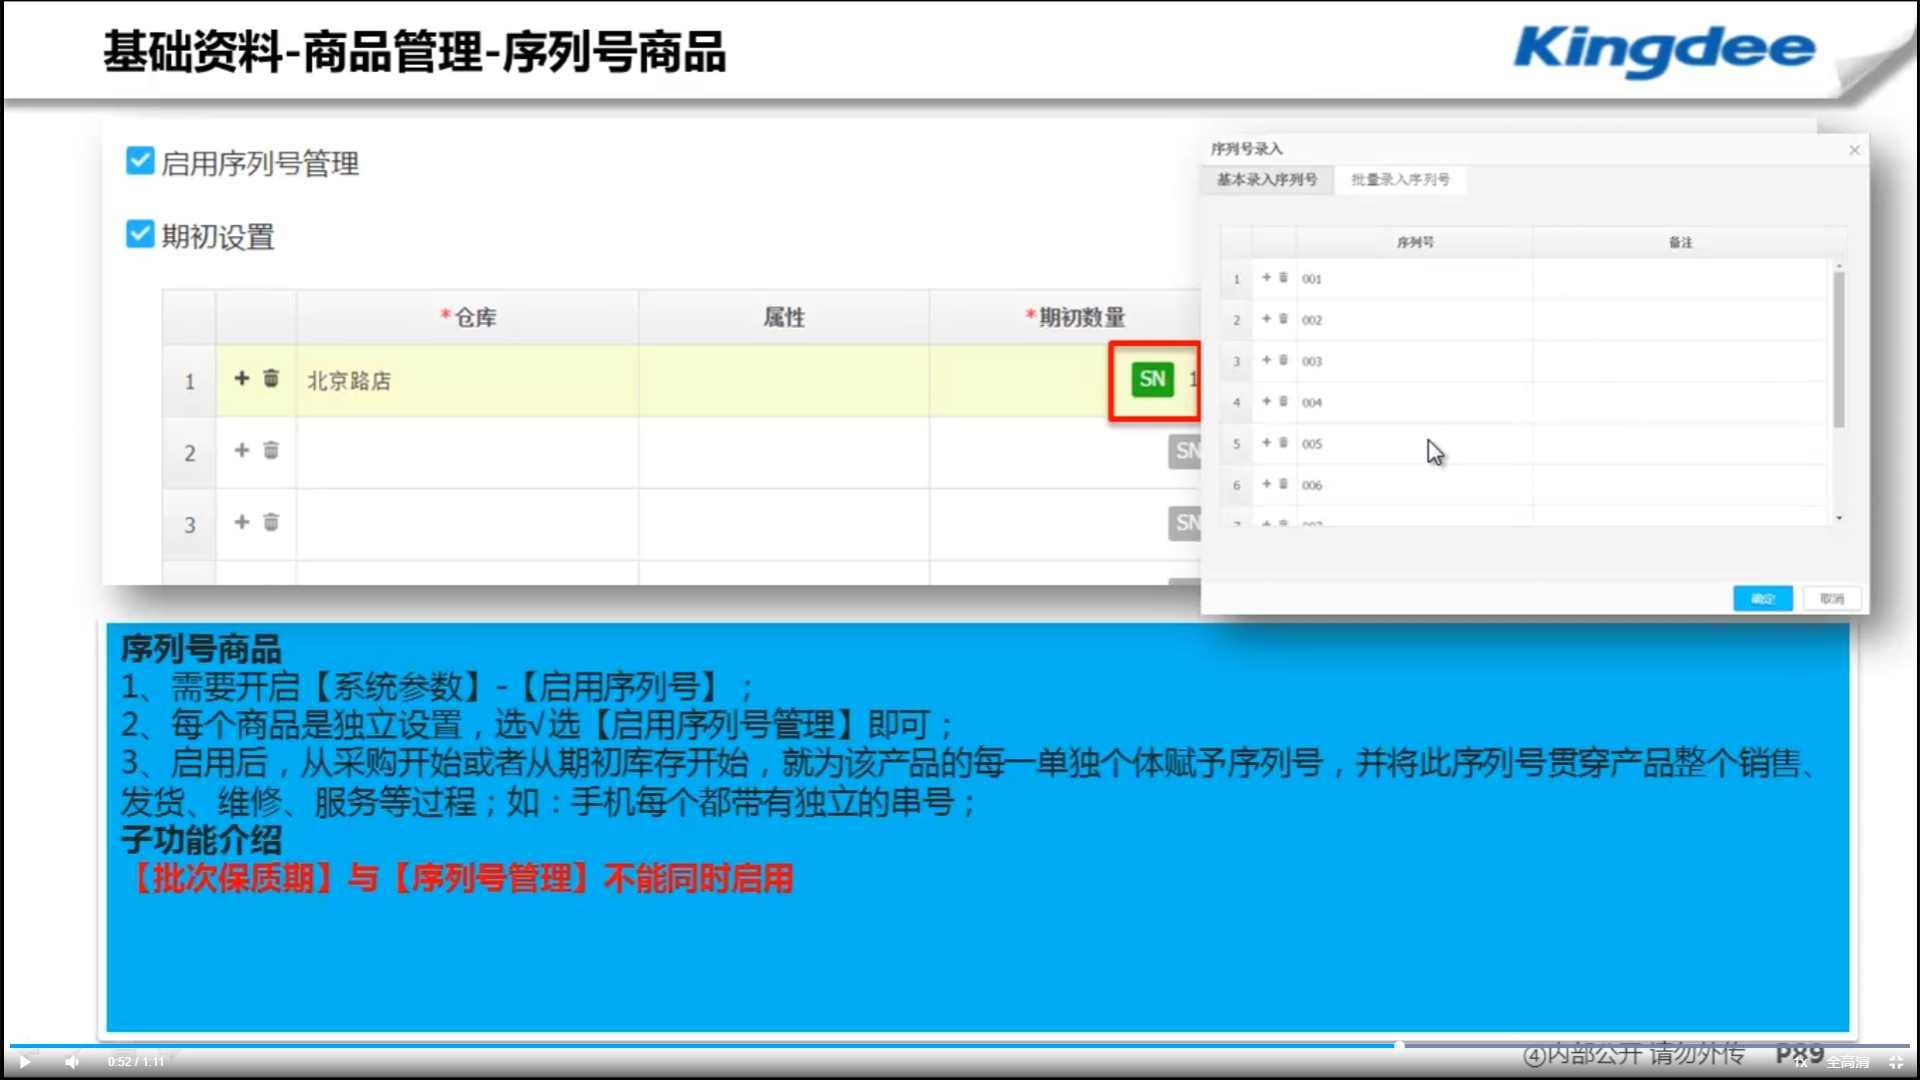 基础资料-商品管理-序列号商品
Kingdee
启用序列号管理
期初设置
*仓库 属性 *期初数量
1 北京路店 SN 1
2 SN
3 SN
序列号录入
基本录入序列号 批量录入序列号
序列号 备注
1 001
2 002
3 003
4 004
5 005
6 006
确定 取消
序列号商品
1、需要开启【系统参数】-【启用序列号】；
2、每个商品是独立设置，选√选【启用序列号管理】即可；
3、启用后，从采购开始或者从期初库存开始，就为该产品的每一单独个体赋予序列号，并将此序列号贯穿产品整个销售、
发货、维修、服务等过程；如：手机每个都带有独立的串号；
子功能介绍
【批次保质期】与【序列号管理】不能同时启用
④内部公开 请勿外传 P89
0:52 / 1:11 1x 全高清